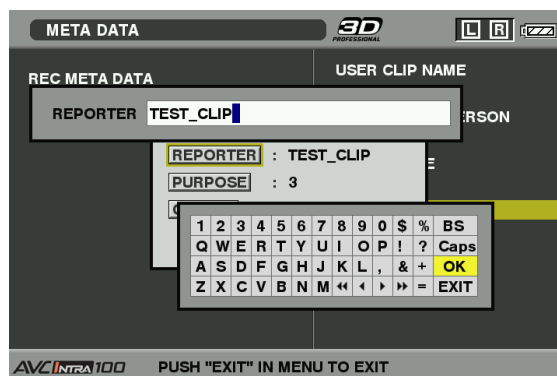 META DATA
3D
PROFESSIONAL
L R
REC META DATA
USER CLIP NAME
REPORTER TEST_CLIP
RSON
REPORTER : TEST_CLIP
PURPOSE : 3
1 2 3 4 5 6 7 8 9 0 $ % BS
Q W E R T Y U I O P ! ? Caps
A S D F G H J K L , & + OK
Z X C V B N M ◂◂ ◂ ▸ ▸▸ = EXIT
AVC INTRA 100 PUSH "EXIT" IN MENU TO EXIT